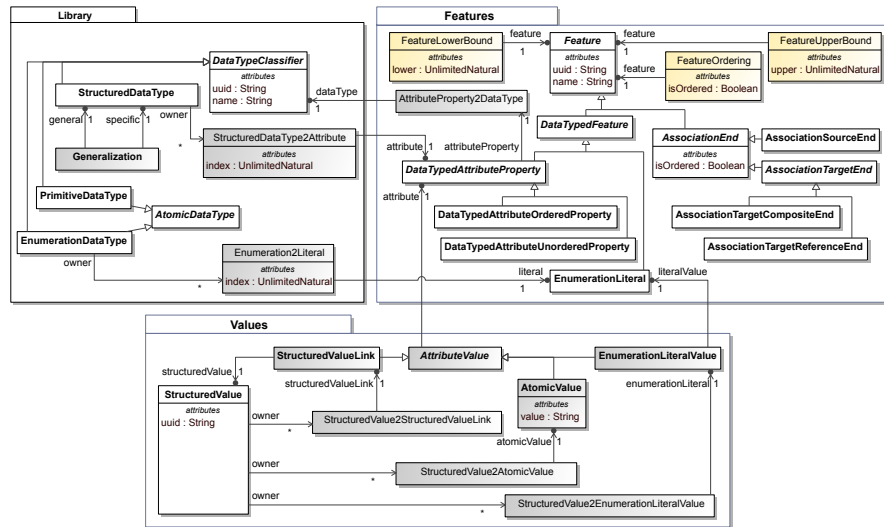 Library
DataTypeClassifier
attributes
uuid : String
name : String
StructuredDataType
general
1
specific
1
owner
*
Generalization
StructuredDataType2Attribute
attributes
index : UnlimitedNatural
PrimitiveDataType
AtomicDataType
EnumerationDataType
owner
*
Enumeration2Literal
attributes
index : UnlimitedNatural
dataType
1
Features
FeatureLowerBound
attributes
lower : UnlimitedNatural
feature
1
Feature
attributes
uuid : String
name : String
feature
1
FeatureUpperBound
attributes
upper : UnlimitedNatural
feature
1
FeatureOrdering
attributes
isOrdered : Boolean
AttributeProperty2DataType
DataTypedFeature
attribute
1
attributeProperty
1
AssociationEnd
attributes
isOrdered : Boolean
AssociationSourceEnd
DataTypedAttributeProperty
attribute
1
AssociationTargetEnd
DataTypedAttributeOrderedProperty
AssociationTargetCompositeEnd
DataTypedAttributeUnorderedProperty
AssociationTargetReferenceEnd
literal
1
EnumerationLiteral
literalValue
1
Values
StructuredValueLink
AttributeValue
EnumerationLiteralValue
structuredValue
1
structuredValueLink
1
enumerationLiteral
1
StructuredValue
attributes
uuid : String
AtomicValue
attributes
value : String
owner
*
StructuredValue2StructuredValueLink
atomicValue
1
owner
*
StructuredValue2AtomicValue
owner
*
StructuredValue2EnumerationLiteralValue